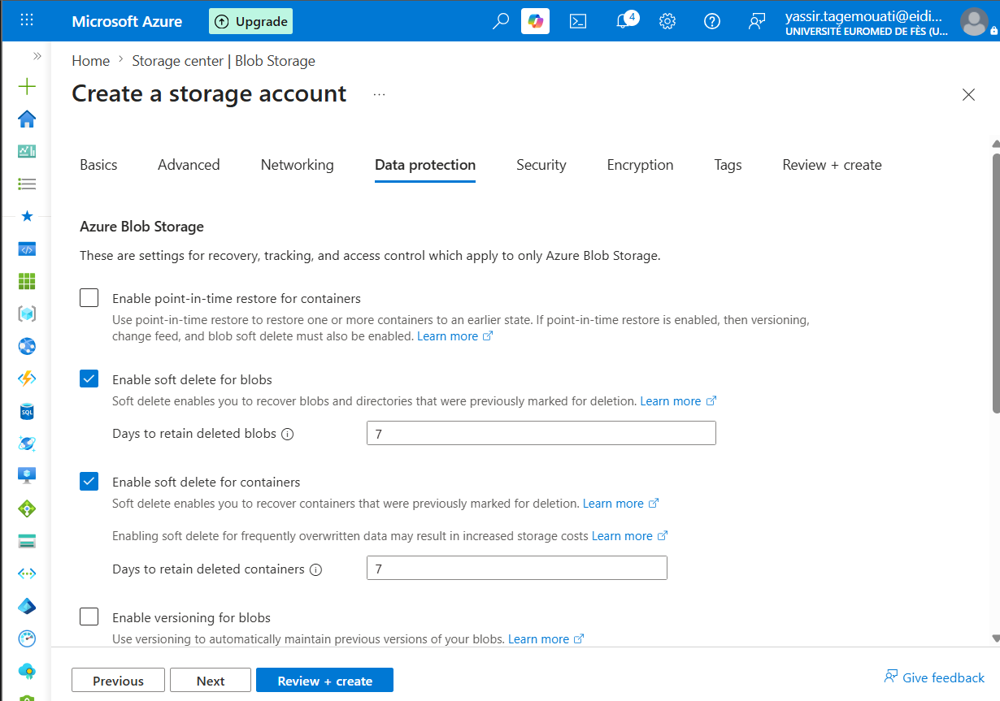 Microsoft Azure
Upgrade
4
yassir.tagemouati@eidi...
UNIVERSITÉ EUROMED DE FÈS (U...
Home > Storage center | Blob Storage
Create a storage account ...
Basics
Advanced
Networking
Data protection
Security
Encryption
Tags
Review + create
Azure Blob Storage
These are settings for recovery, tracking, and access control which apply to only Azure Blob Storage.
Enable point-in-time restore for containers
Use point-in-time restore to restore one or more containers to an earlier state. If point-in-time restore is enabled, then versioning,
change feed, and blob soft delete must also be enabled. Learn more
Enable soft delete for blobs
Soft delete enables you to recover blobs and directories that were previously marked for deletion. Learn more
Days to retain deleted blobs
7
Enable soft delete for containers
Soft delete enables you to recover containers that were previously marked for deletion. Learn more
Enabling soft delete for frequently overwritten data may result in increased storage costs Learn more
Days to retain deleted containers
7
Enable versioning for blobs
Use versioning to automatically maintain previous versions of your blobs. Learn more
Previous
Next
Review + create
Give feedback
SQL